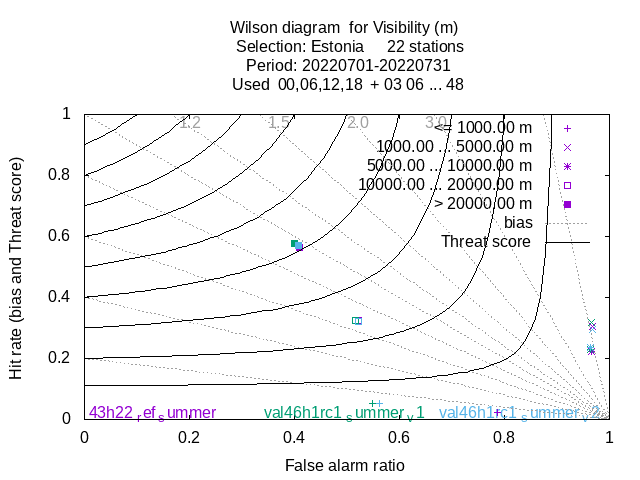 Wilson diagram  for Visibility (m)
Selection: Estonia     22 stations
Period: 20220701-20220731
Used  00,06,12,18  + 03 06 ... 48
1.2 1.5 2.0 3.0
<= 1000.00 m
1000.00 ... 5000.00 m
5000.00 ... 10000.00 m
10000.00 ... 20000.00 m
> 20000.00 m
bias
Threat score
Hit rate (bias and Threat score)
1
0.8
0.6
0.4
0.2
0
43h22_ref_summer val46h1rc1_summer_v1 val46h1rc1_summer_v2
0 0.2 0.4 0.6 0.8 1
False alarm ratio